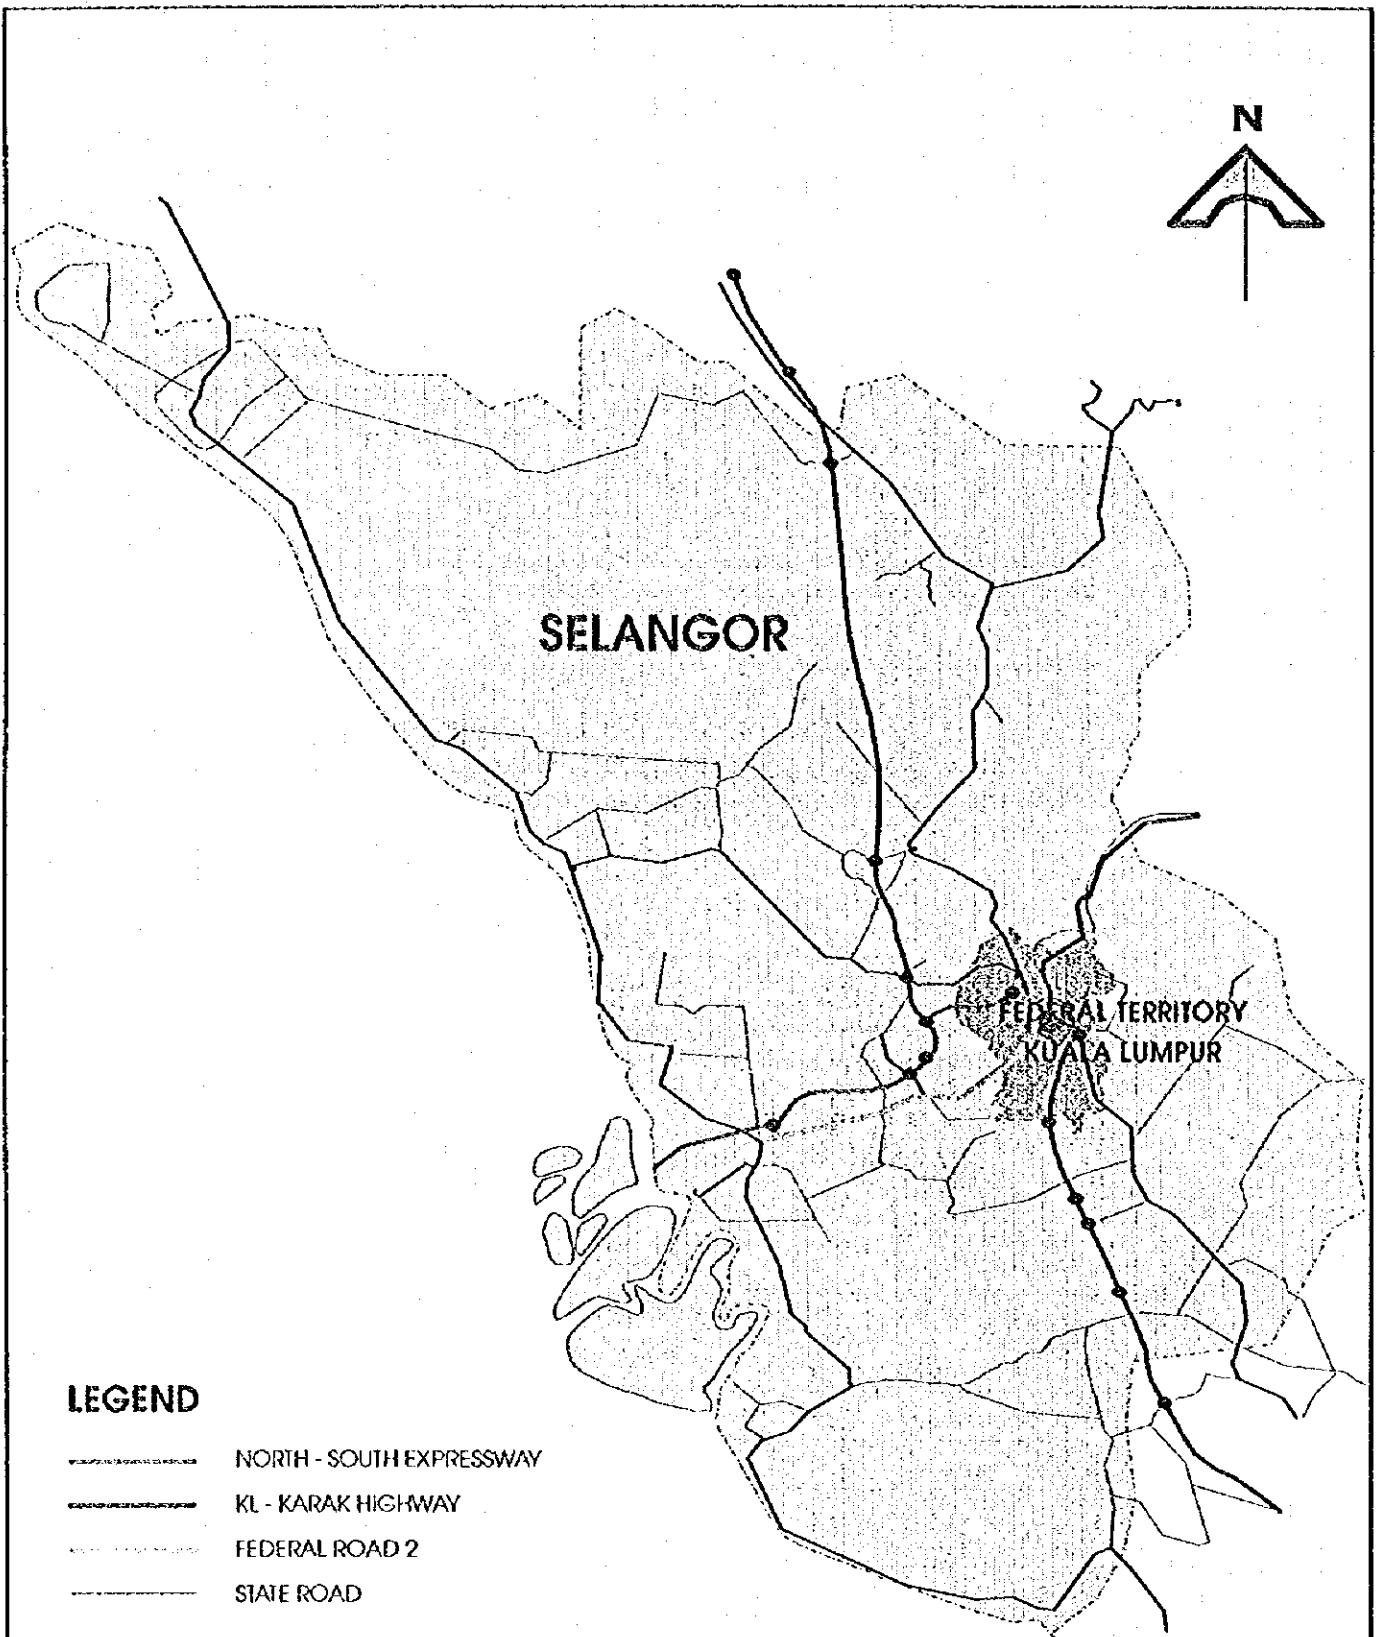 N
SELANGOR
FEDERAL TERRITORY
KUALA LUMPUR
LEGEND
NORTH - SOUTH EXPRESSWAY
KL - KARAK HIGHWAY
FEDERAL ROAD 2
STATE ROAD